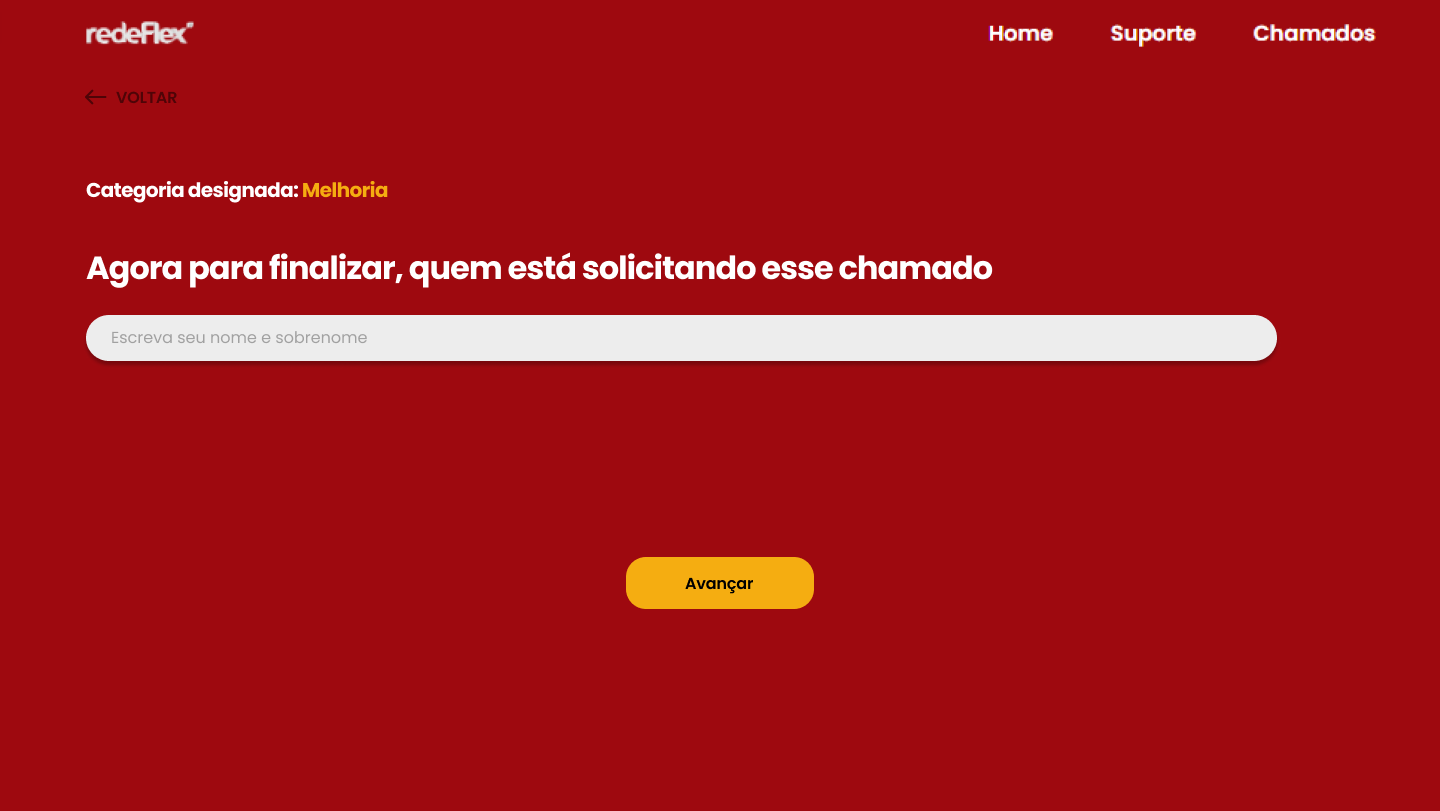 redeFlex
Home Suporte Chamados
VOLTAR
Categoria designada: Melhoria
Agora para finalizar, quem está solicitando esse chamado
Escreva seu nome e sobrenome
Avançar